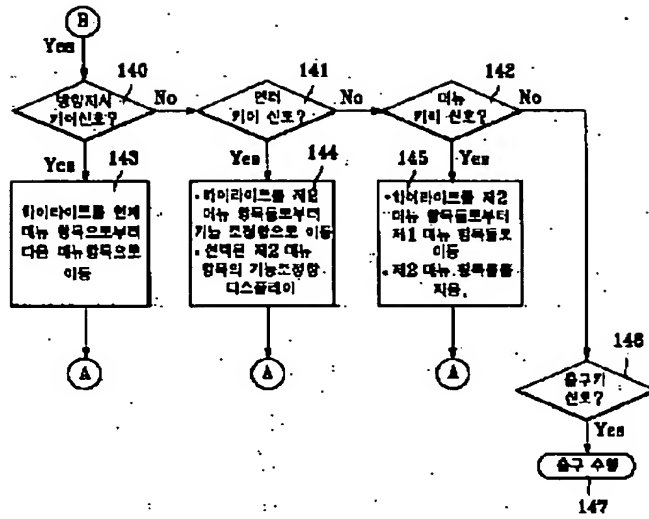 B
Yes
140
141
142
키이신호?
No
엔터
키이 신호?
No
메뉴
키이 신호?
No
Yes
143
Yes
144
145
Yes
하이라이트를 현재
메뉴 항목으로부터
다음 메뉴항목으로
이동
• 하이라이트를 제2
메뉴 항목들로부터
기능 조정함으로 이동
• 선택된 제2 메뉴
항목의 기능조정함
디스플레이
• 하이라이트를 제2
메뉴 항목들로부터
제1 메뉴 항목들로
이동
• 제2 메뉴 항목들을
지움.
A
A
A
146
출구키
신호?
Yes
출구 수행
147